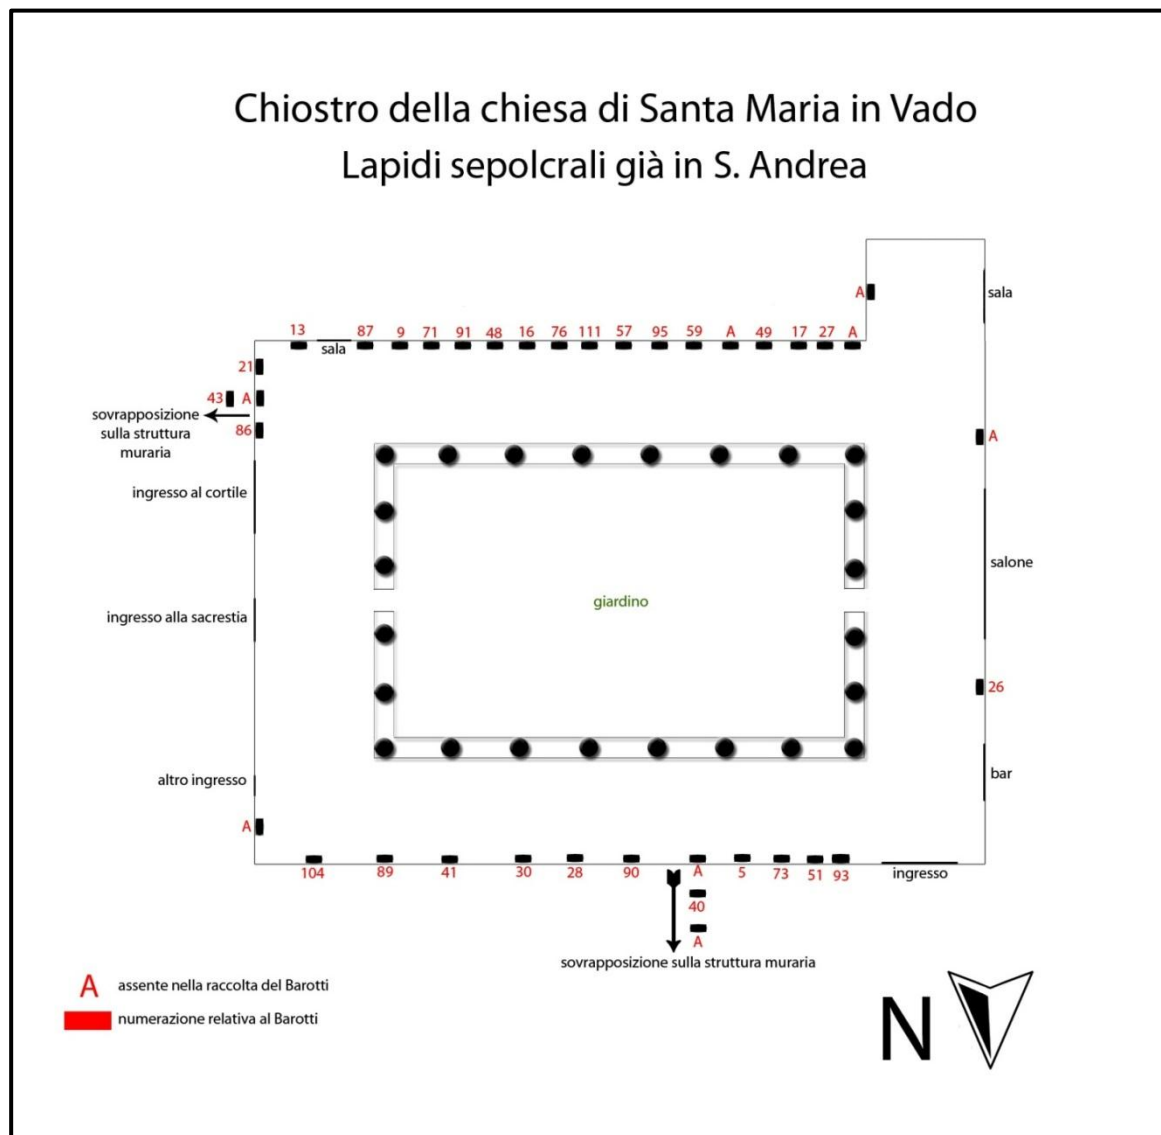 Chiostro della chiesa di Santa Maria in Vado
Lapidi sepolcrali già in S. Andrea
A
sala
13 87 9 71 91 48 16 76 111 57 95 59 A 49 17 27 A
sala
21
43 A
sovrapposizione
sulla struttura
muraria
86
A
ingresso al cortile
salone
giardino
ingresso alla sacrestia
26
altro ingresso
bar
A
104 89 41 30 28 90 A 5 73 51 93
ingresso
40
A
sovrapposizione sulla struttura muraria
A assente nella raccolta del Barotti
numerazione relativa al Barotti
N